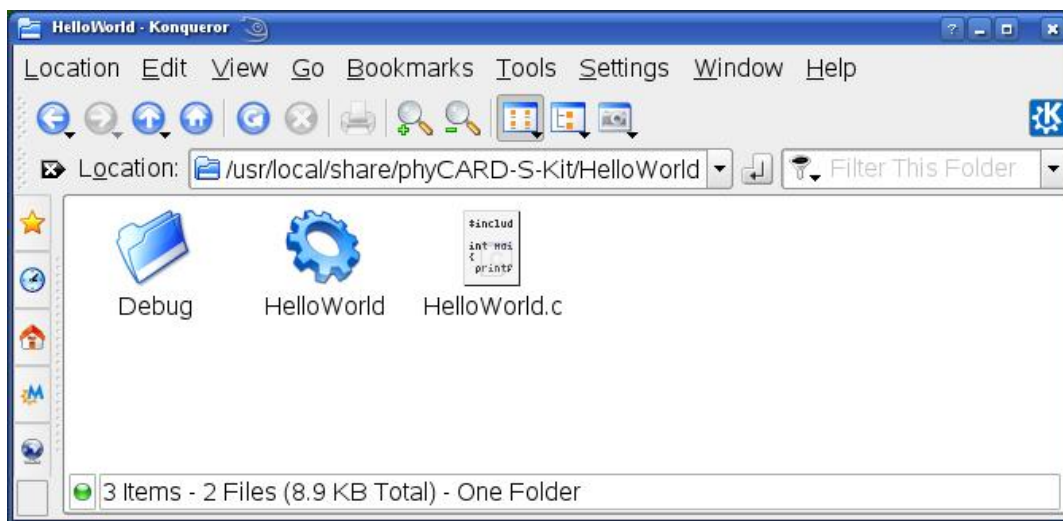 HelloWorld - Konqueror
Location Edit View Go Bookmarks Tools Settings Window Help
Location: /usr/local/share/phyCARD-S-Kit/HelloWorld Filter This Folder
#includ
int
{
printf
Debug HelloWorld HelloWorld.c
3 Items - 2 Files (8.9 KB Total) - One Folder